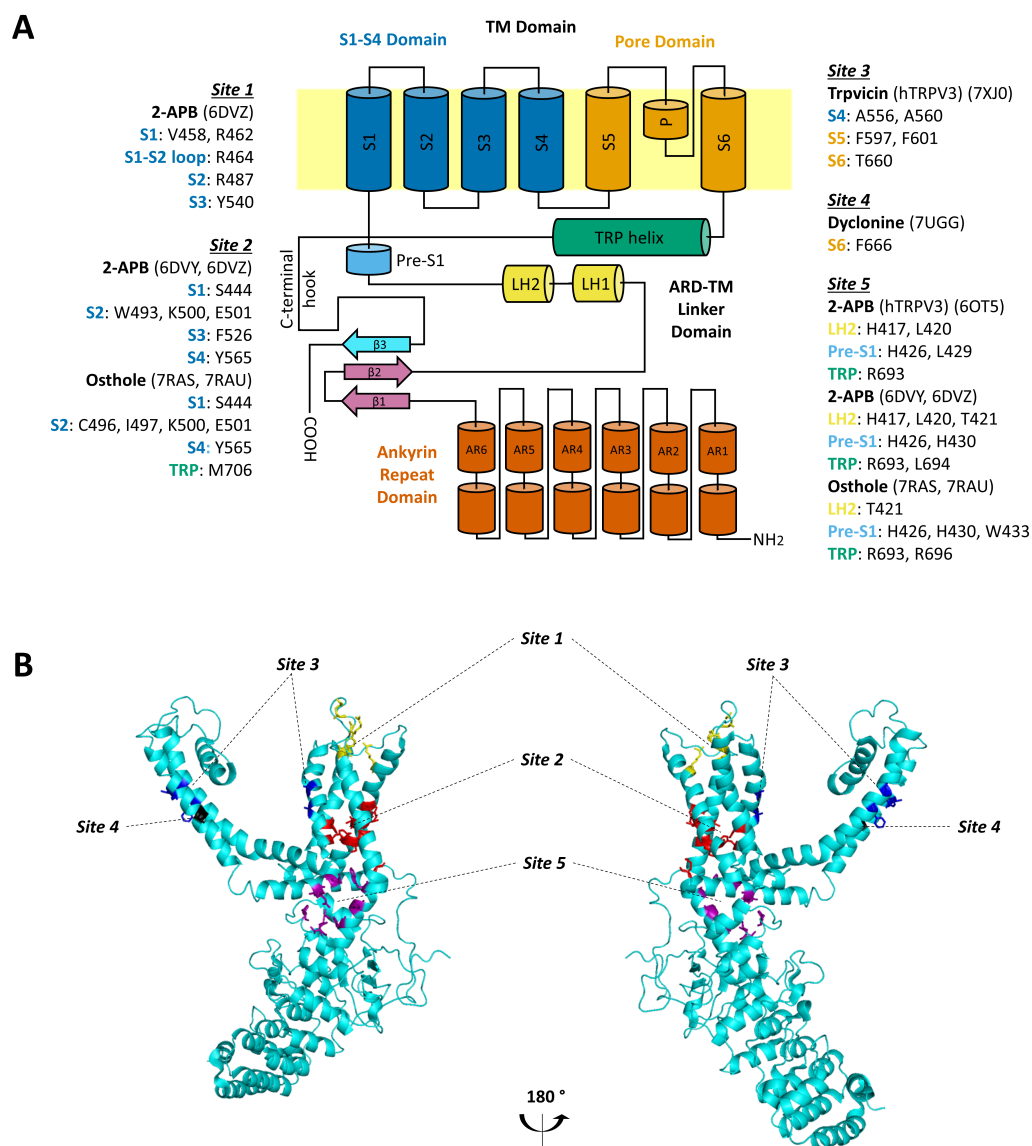 A
TM Domain
S1-S4 Domain
Pore Domain
Site 1
2-APB (6DVZ)
S1: V458, R462
S1-S2 loop: R464
S2: R487
S3: Y540
Site 2
2-APB (6DVY, 6DVZ)
S1: S444
S2: W493, K500, E501
S3: F526
S4: Y565
Osthole (7RAS, 7RAU)
S1: S444
S2: C496, I497, K500, E501
S4: Y565
TRP: M706
S1
S2
S3
S4
S5
P
S6
TRP helix
Pre-S1
C-terminal
hook
LH2
LH1
ARD-TM
Linker
Domain
β3
β2
β1
COOH
Ankyrin
Repeat
Domain
AR6
AR5
AR4
AR3
AR2
AR1
NH2
Site 3
Trpvicin (hTRPV3) (7XJ0)
S4: A556, A560
S5: F597, F601
S6: T660
Site 4
Dyclonine (7UGG)
S6: F666
Site 5
2-APB (hTRPV3) (6OT5)
LH2: H417, L420
Pre-S1: H426, L429
TRP: R693
2-APB (6DVY, 6DVZ)
LH2: H417, L420, T421
Pre-S1: H426, H430
TRP: R693, L694
Osthole (7RAS, 7RAU)
LH2: T421
Pre-S1: H426, H430, W433
TRP: R693, R696
B
Site 1
Site 3
Site 3
Site 2
Site 4
Site 4
Site 5
180 °